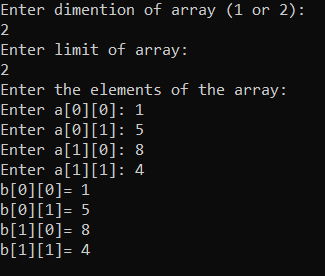 Enter dimention of array (1 or 2):
2
Enter limit of array:
2
Enter the elements of the array:
Enter a[0][0]: 1
Enter a[0][1]: 5
Enter a[1][0]: 8
Enter a[1][1]: 4
b[0][0]= 1
b[0][1]= 5
b[1][0]= 8
b[1][1]= 4